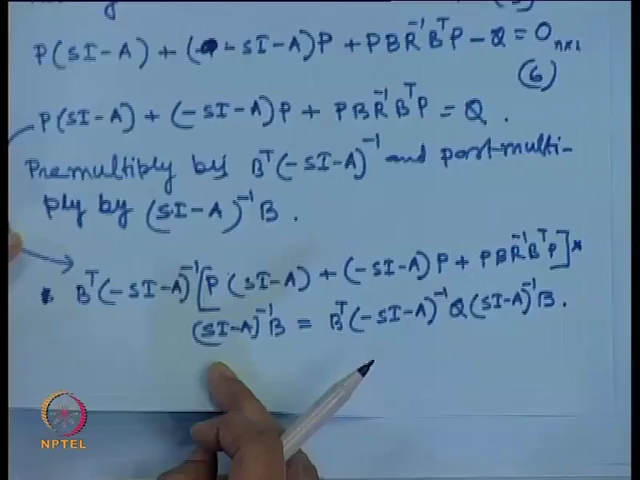 (5)
P(SI-A) + (-SI-A)P + PBR⁻¹BᵀP - Q = 0ₙₓₙ
(6)
P(SI-A) + (-SI-A)P + PBR⁻¹BᵀP = Q.
Premultiply by Bᵀ(-SI-A)⁻¹ and post-multi-
ply by (SI-A)⁻¹B.
Bᵀ(-SI-A)⁻¹[P(SI-A) + (-SI-A)P + PBR⁻¹BᵀP]*
(SI-A)⁻¹B = Bᵀ(-SI-A)⁻¹Q(SI-A)⁻¹B.
NPTEL